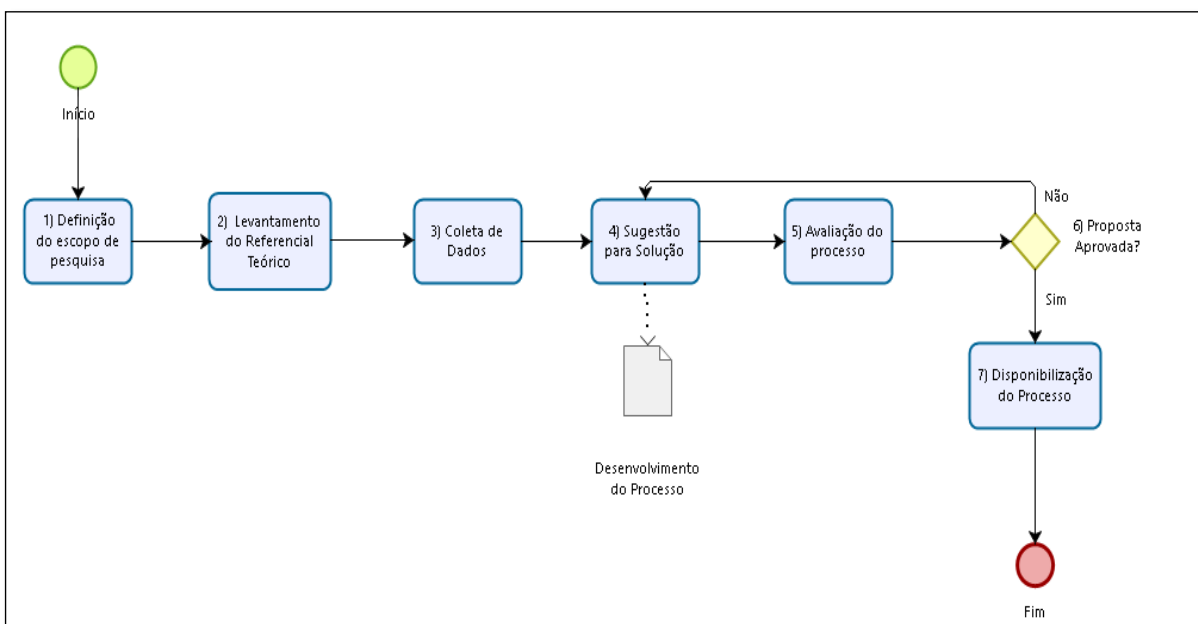 Início
1) Definição
do escopo de
pesquisa
2) Levantamento
do Referencial
Teórico
3) Coleta de
Dados
4) Sugestão
para Solução
5) Avaliação do
processo
Não
6) Proposta
Aprovada?
Sim
7) Disponibilização
do Processo
Desenvolvimento
do Processo
Fim